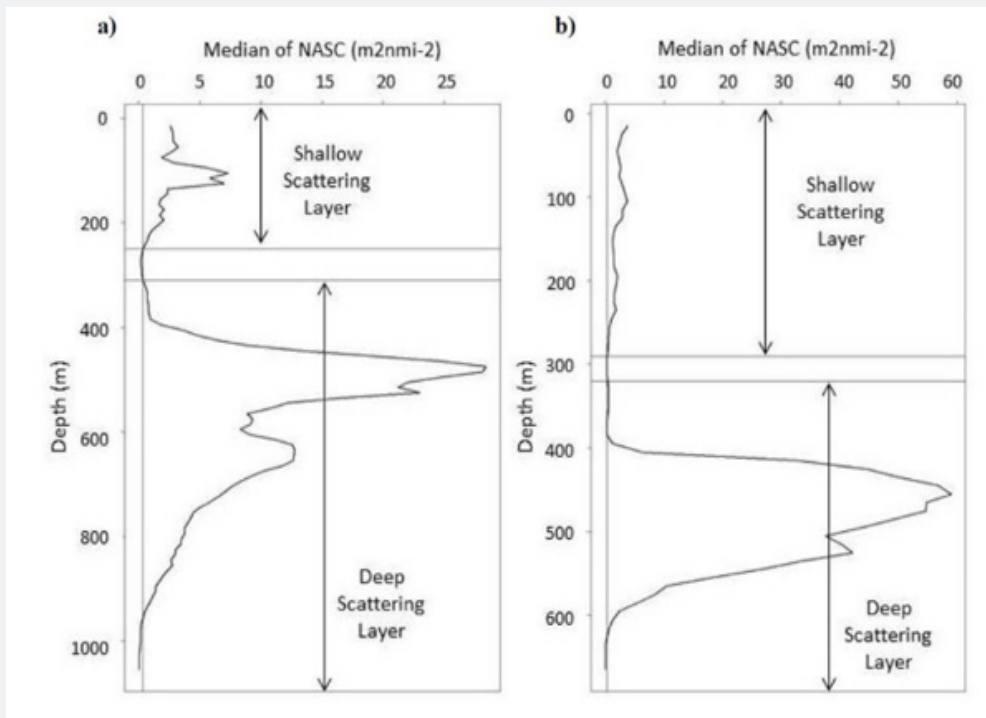 a)
Median of NASC (m2nmi-2)
0 5 10 15 20 25
0
200
400
600
800
1000
Depth (m)
Shallow
Scattering
Layer
Deep
Scattering
Layer
b)
Median of NASC (m2nmi-2)
0 10 20 30 40 50 60
0
100
200
300
400
500
600
Depth (m)
Shallow
Scattering
Layer
Deep
Scattering
Layer